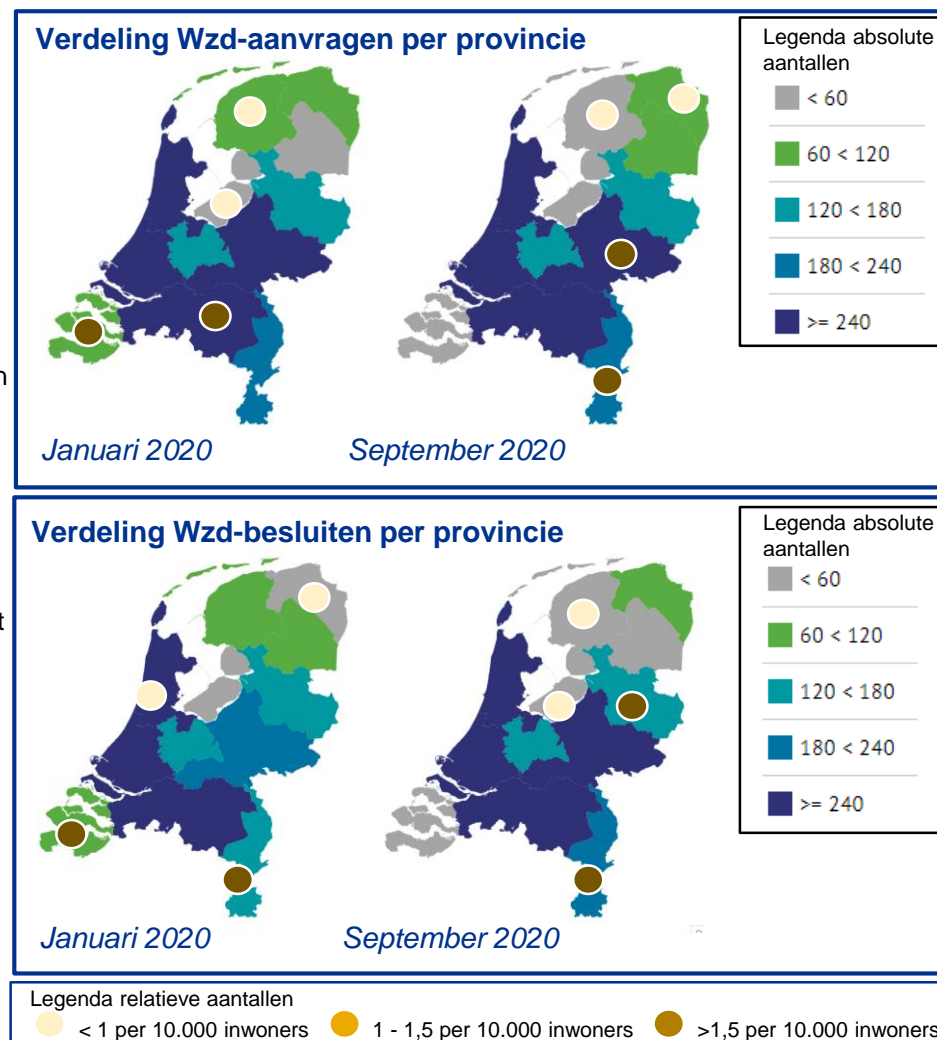 Verdeling Wzd-aanvragen per provincie
Legenda absolute
aantallen
< 60
60 < 120
120 < 180
180 < 240
>= 240
n
Januari 2020
September 2020
Verdeling Wzd-besluiten per provincie
Legenda absolute
aantallen
< 60
60 < 120
120 < 180
180 < 240
>= 240
t
Januari 2020
September 2020
Legenda relatieve aantallen
< 1 per 10.000 inwoners
1 - 1,5 per 10.000 inwoners
>1,5 per 10.000 inwoners